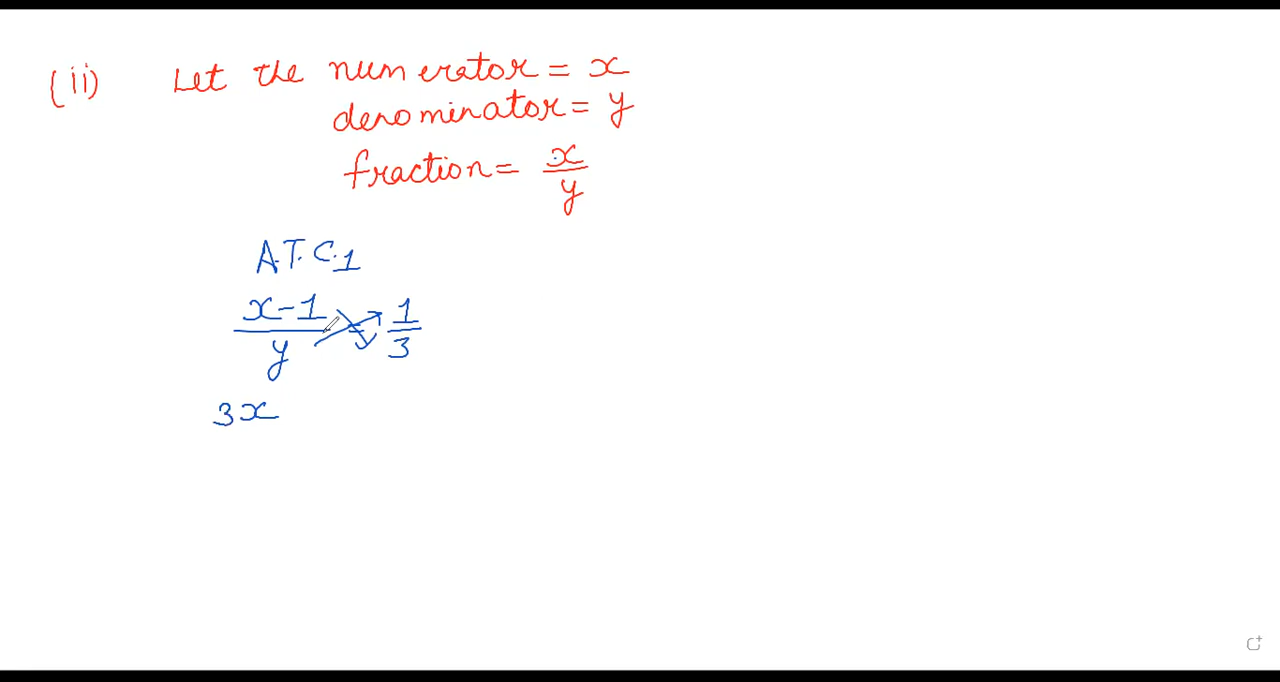 (ii) Let the numerator = x
denominator = y
fraction = x/y
A.T.C.1
x-1/y = 1/3
3x